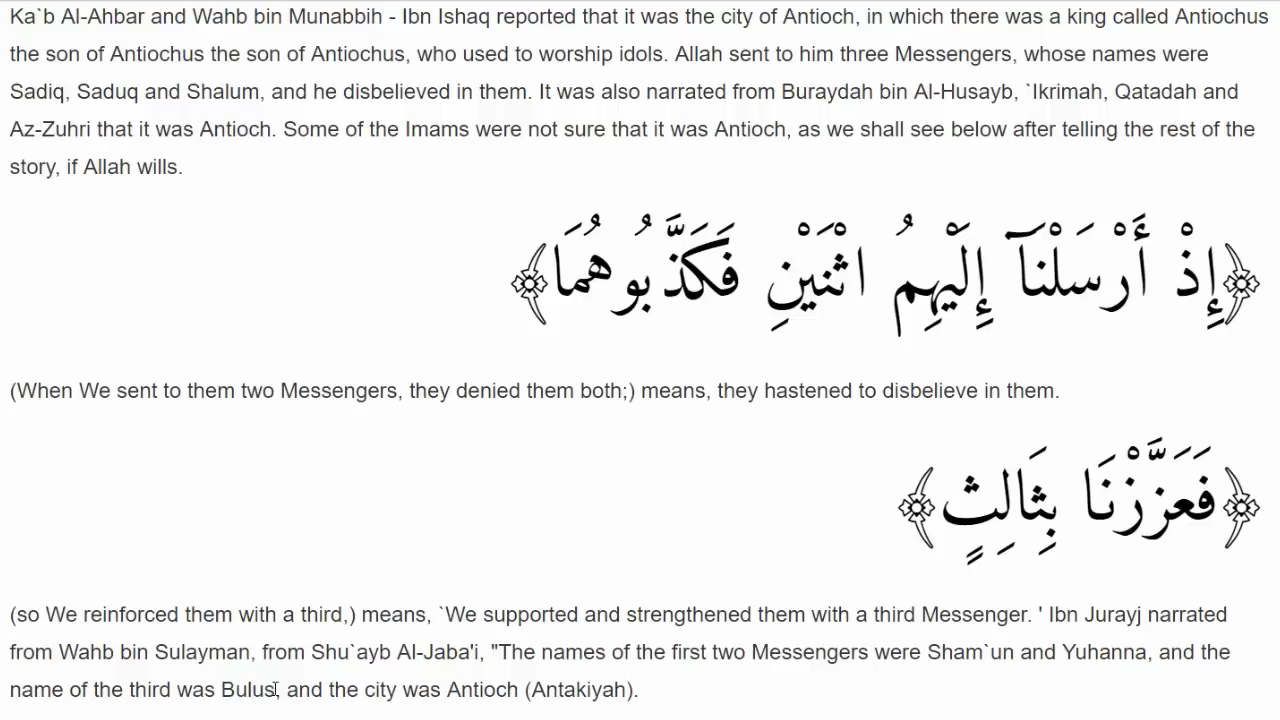 Ka`b Al-Ahbar and Wahb bin Munabbih - Ibn Ishaq reported that it was the city of Antioch, in which there was a king called Antiochus
the son of Antiochus the son of Antiochus, who used to worship idols. Allah sent to him three Messengers, whose names were
Sadiq, Saduq and Shalum, and he disbelieved in them. It was also narrated from Buraydah bin Al-Husayb, `Ikrimah, Qatadah and
Az-Zuhri that it was Antioch. Some of the Imams were not sure that it was Antioch, as we shall see below after telling the rest of the
story, if Allah wills.
﴿إِذْ أَرْسَلْنَآ إِلَيْهِمُ اثْنَيْنِ فَكَذَّبُوهُمَا﴾
(When We sent to them two Messengers, they denied them both;) means, they hastened to disbelieve in them.
﴿فَعَزَّزْنَا بِثَالِثٍ﴾
(so We reinforced them with a third,) means, `We supported and strengthened them with a third Messenger. ' Ibn Jurayj narrated
from Wahb bin Sulayman, from Shu`ayb Al-Jaba'i, "The names of the first two Messengers were Sham`un and Yuhanna, and the
name of the third was Bulus, and the city was Antioch (Antakiyah).